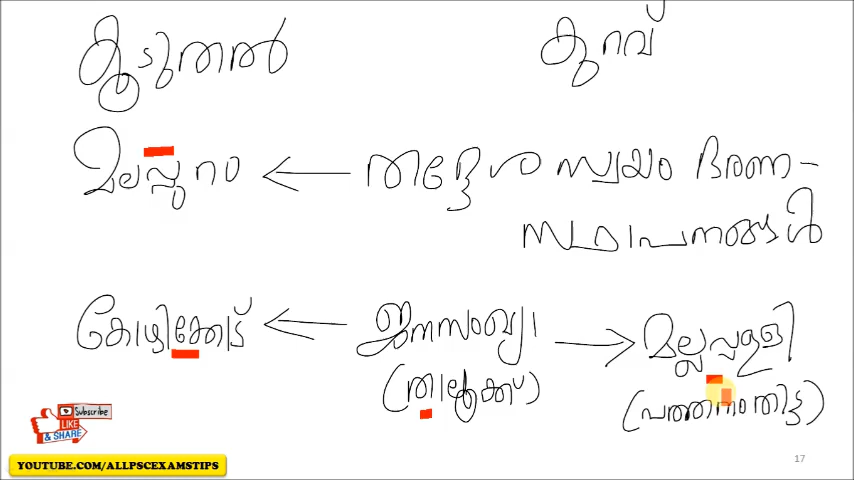 കൂടുതൽ കുറവ്
മലപ്പുറം ← തദ്ദേശ സ്വയം ഭരണ-
സ്ഥാപനങ്ങൾ
കോഴിക്കോട് ← ജനസംഖ്യ → മല്ലപ്പള്ളി
(താലൂക്ക്) (പത്തനംതിട്ട)
Subscribe
LIKE
& SHARE
YOUTUBE.COM/ALLPSCEXAMSTIPS
17